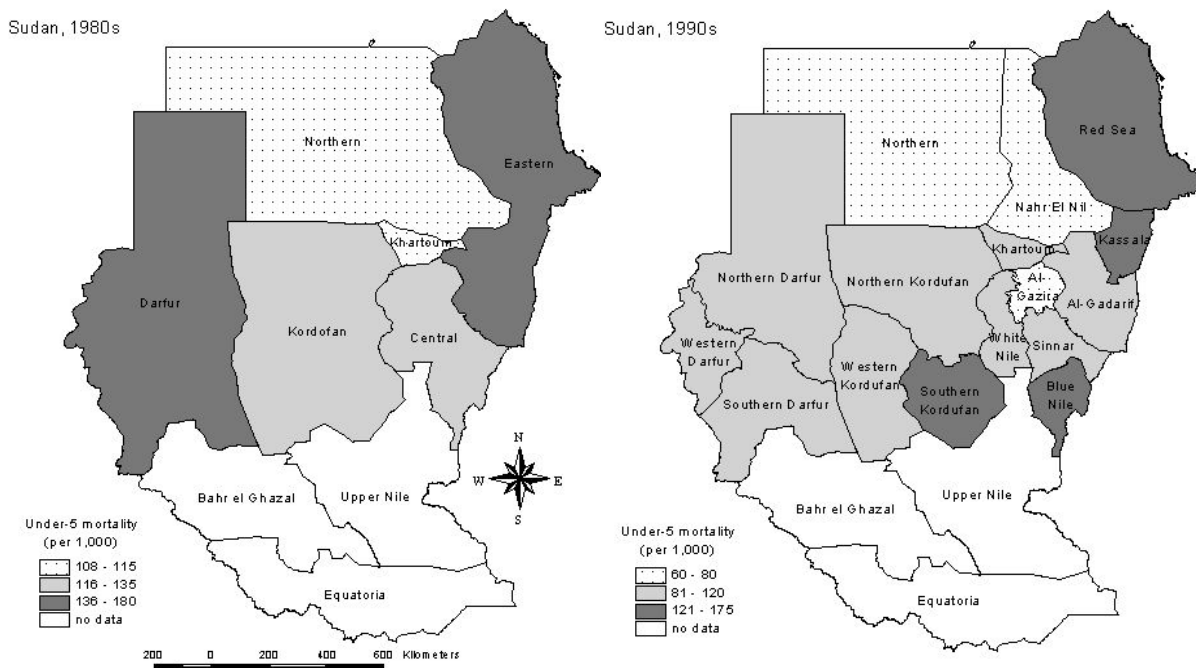 Sudan, 1980s
Northern
Eastern
Khartoum
Darfur
Kordofan
Central
Bahr el Ghazal
Upper Nile
Equatoria
N
W
E
S
Under-5 mortality
(per 1,000)
108 - 115
116 - 135
136 - 180
no data
200 0 200 400 600 Kilometers
Sudan, 1990s
Red Sea
Northern
Nahr El Nil
Khartoum
Kassala
Al-
Gazira
Al-Gadarif
Northern Darfur
Northern Kordufan
White
Nile
Sinnar
Western
Darfur
Western
Kordufan
Southern Darfur
Southern
Kordufan
Blue
Nile
Bahr el Ghazal
Upper Nile
Equatoria
Under-5 mortality
(per 1,000)
60 - 80
81 - 120
121 - 175
no data